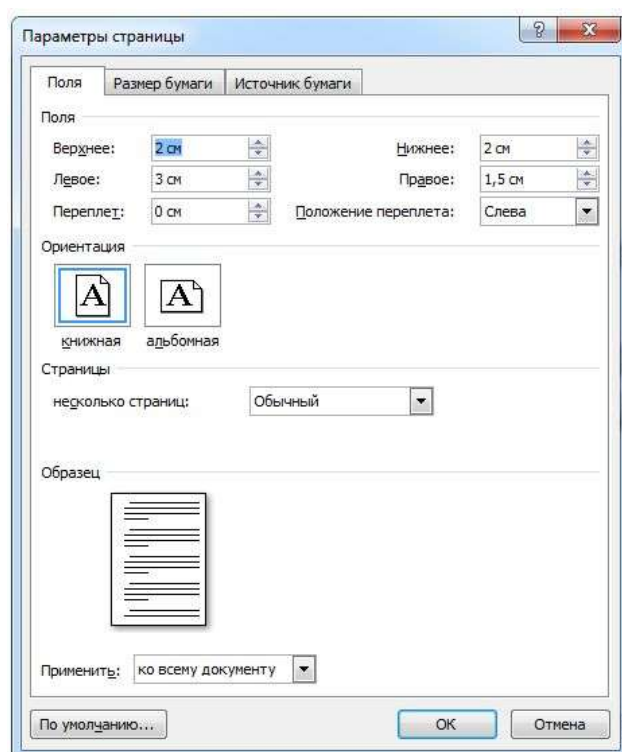 Параметры страницы
Поля Размер бумаги Источник бумаги
Поля
Верхнее: 2 см Нижнее: 2 см
Левое: 3 см Правое: 1,5 см
Переплет: 0 см Положение переплета: Слева
Ориентация
A A
книжная альбомная
Страницы
несколько страниц: Обычный
Образец
Применить: ко всему документу
По умолчанию... ОК Отмена